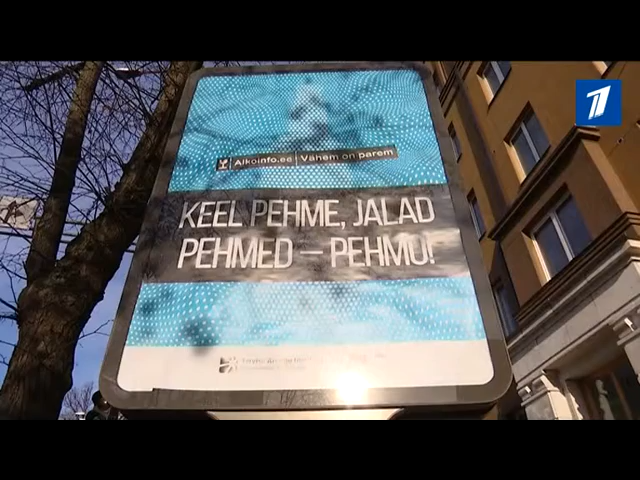 Alkoinfo.ee | Vähem on parem
KEEL PEHME, JALAD
PEHMED – PEHMO!